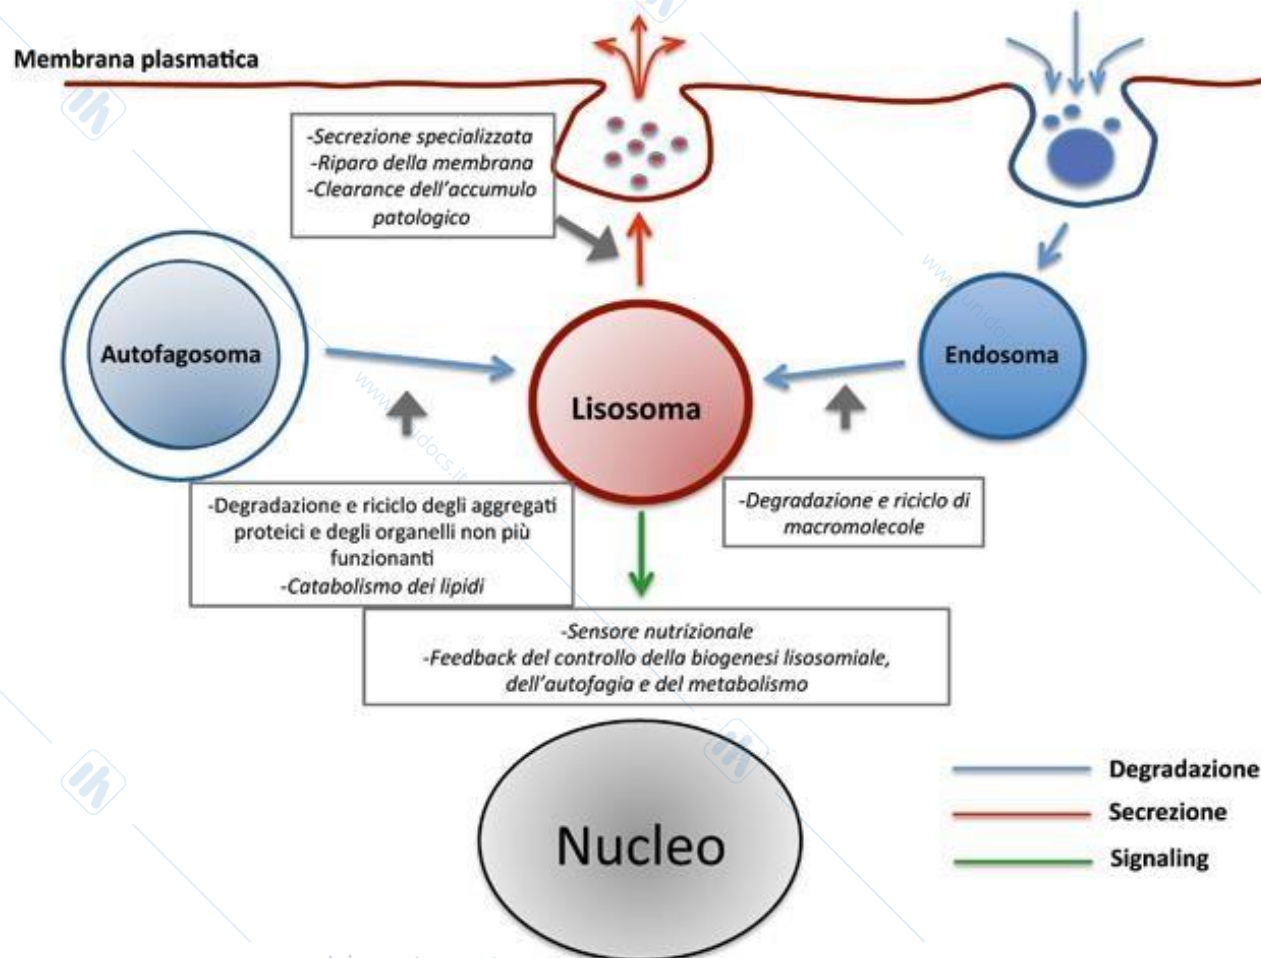 Membrana plasmatica
-Secrezione specializzata
-Riparo della membrana
-Clearance dell'accumulo
patologico
Autofagosoma
Lisosoma
Endosoma
-Degradazione e riciclo degli aggregati
proteici e degli organelli non più
funzionanti
-Catabolismo dei lipidi
-Degradazione e riciclo di
macromolecole
-Sensore nutrizionale
-Feedback del controllo della biogenesi lisosomiale,
dell'autofagia e del metabolismo
Nucleo
Degradazione
Secrezione
Signaling